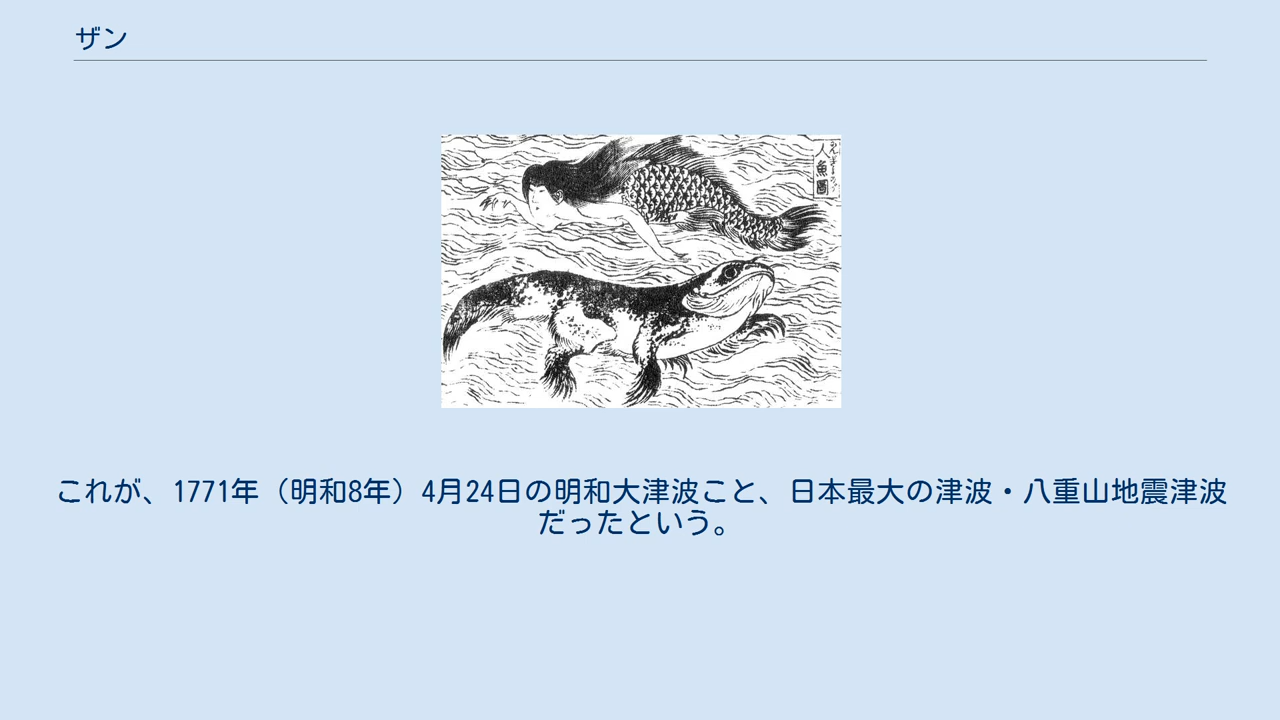 ザン
人魚圖
これが、1771年（明和8年）4月24日の明和大津波こと、日本最大の津波・八重山地震津波
だったという。